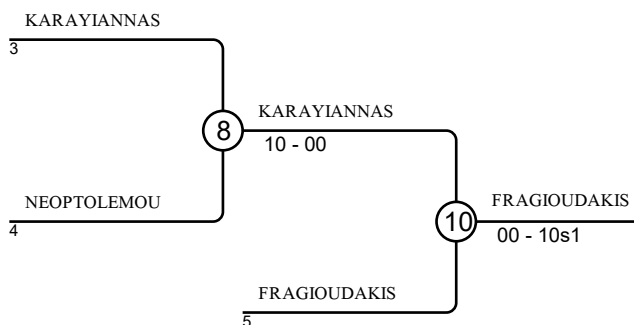 KARAYIANNAS
3
8
KARAYIANNAS
10 - 00
NEOPTOLEMOU
4
10
FRAGIOUDAKIS
00 - 10s1
FRAGIOUDAKIS
5